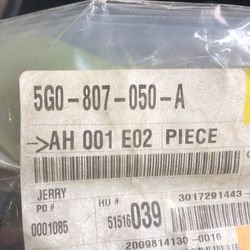 5G0-807-050-A
>AH 001 E02 PIECE
JERRY
PO #
0001085
HU #
51516039
3017291443-
2009814130-0016